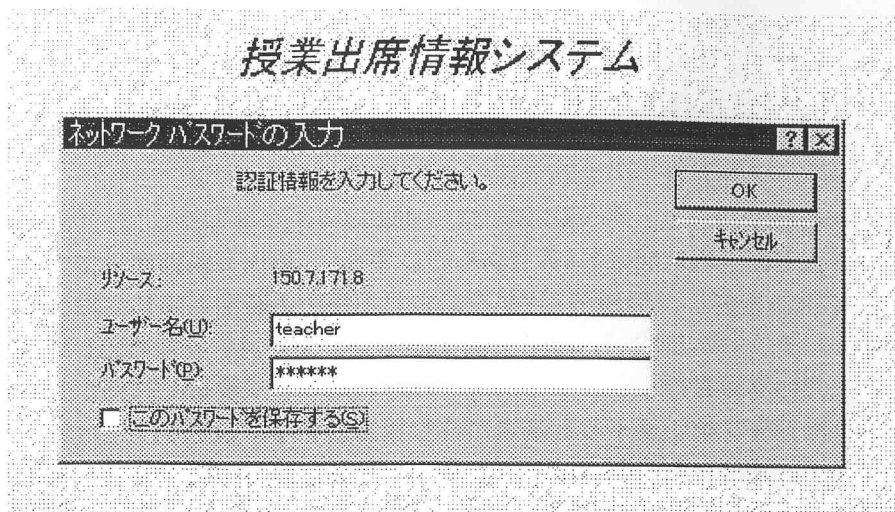 授業出席情報システム
ネットワーク パスワードの入力
? ×
認証情報を入力してください。
OK
キャンセル
リソース: 150.7.171.8
ユーザー名(U): teacher
パスワード(P): ******
このパスワードを保存する(S)